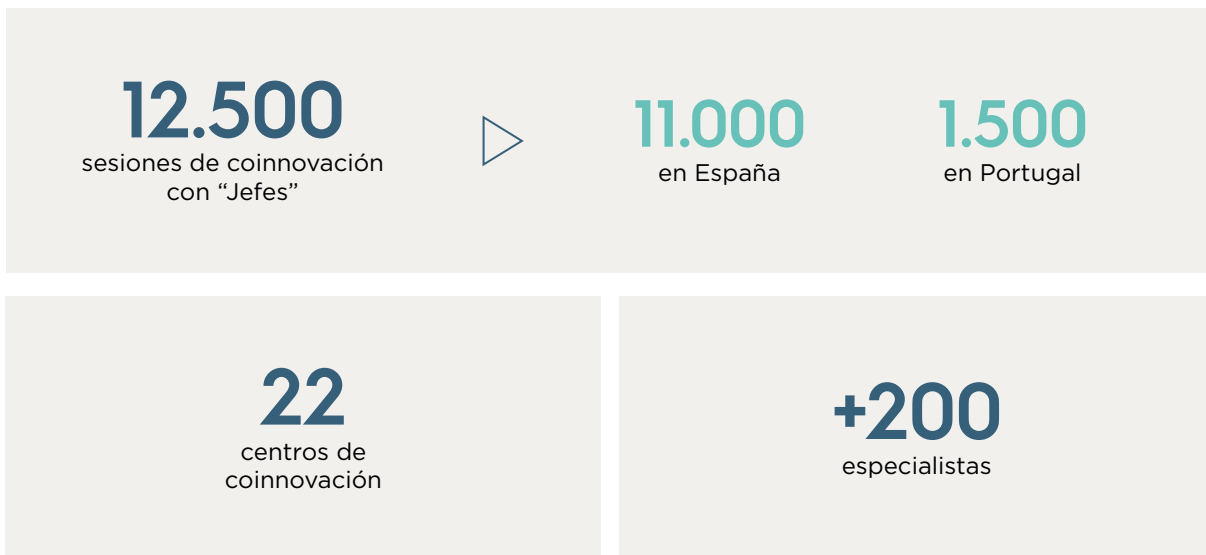 12.500
sesiones de coinnovación
con “Jefes”
11.000
en España
1.500
en Portugal
22
centros de
coinnovación
+200
especialistas